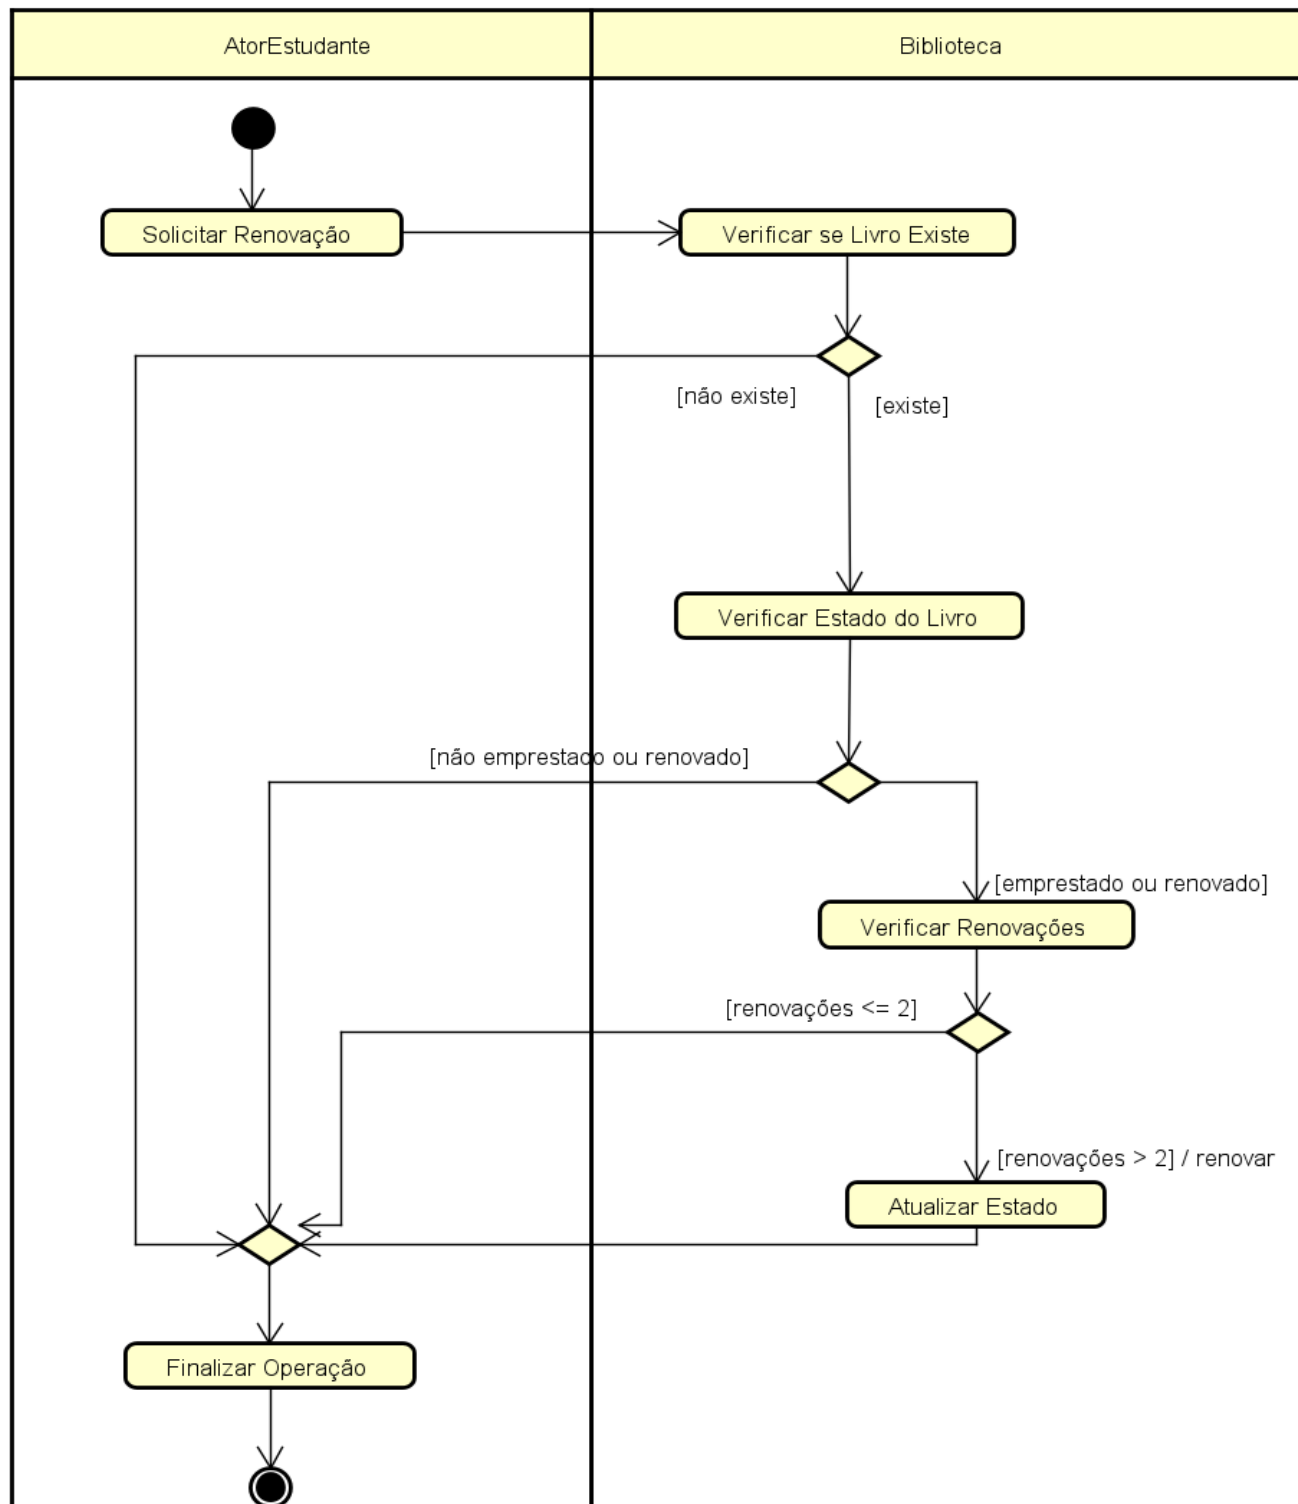 AtorEstudante
Biblioteca
Solicitar Renovação
Verificar se Livro Existe
[não existe]
[existe]
Verificar Estado do Livro
[não emprestado ou renovado]
[emprestado ou renovado]
Verificar Renovações
[renovações <= 2]
[renovações > 2] / renovar
Atualizar Estado
Finalizar Operação